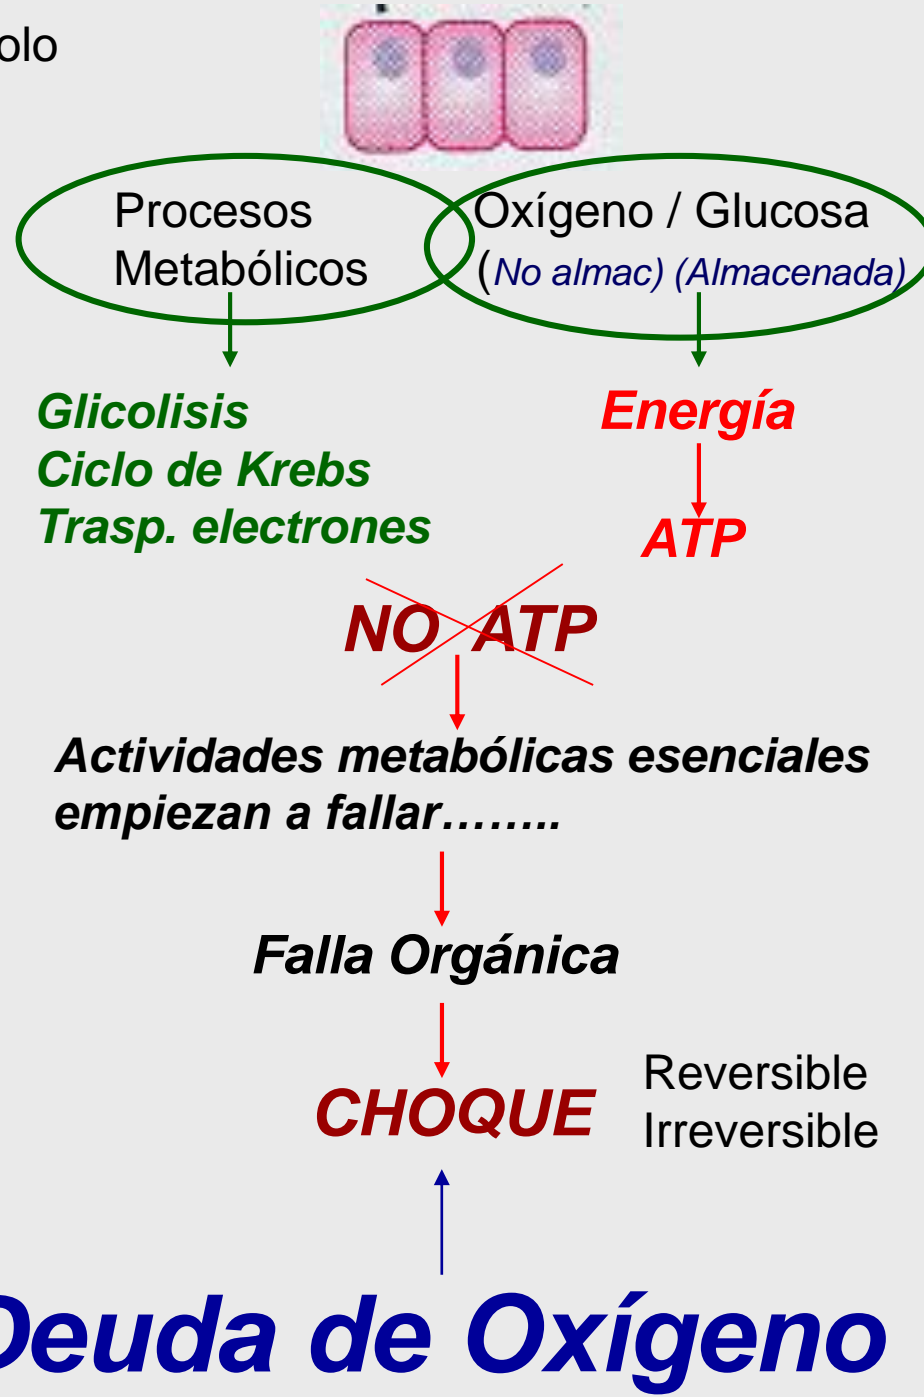 Procesos
Metabólicos
Oxígeno / Glucosa
(No almac) (Almacenada)
Glicolisis
Ciclo de Krebs
Trasp. electrones
Energía
ATP
NO ATP
Actividades metabólicas esenciales
empiezan a fallar……..
Falla Orgánica
CHOQUE
Reversible
Irreversible
Deuda de Oxígeno